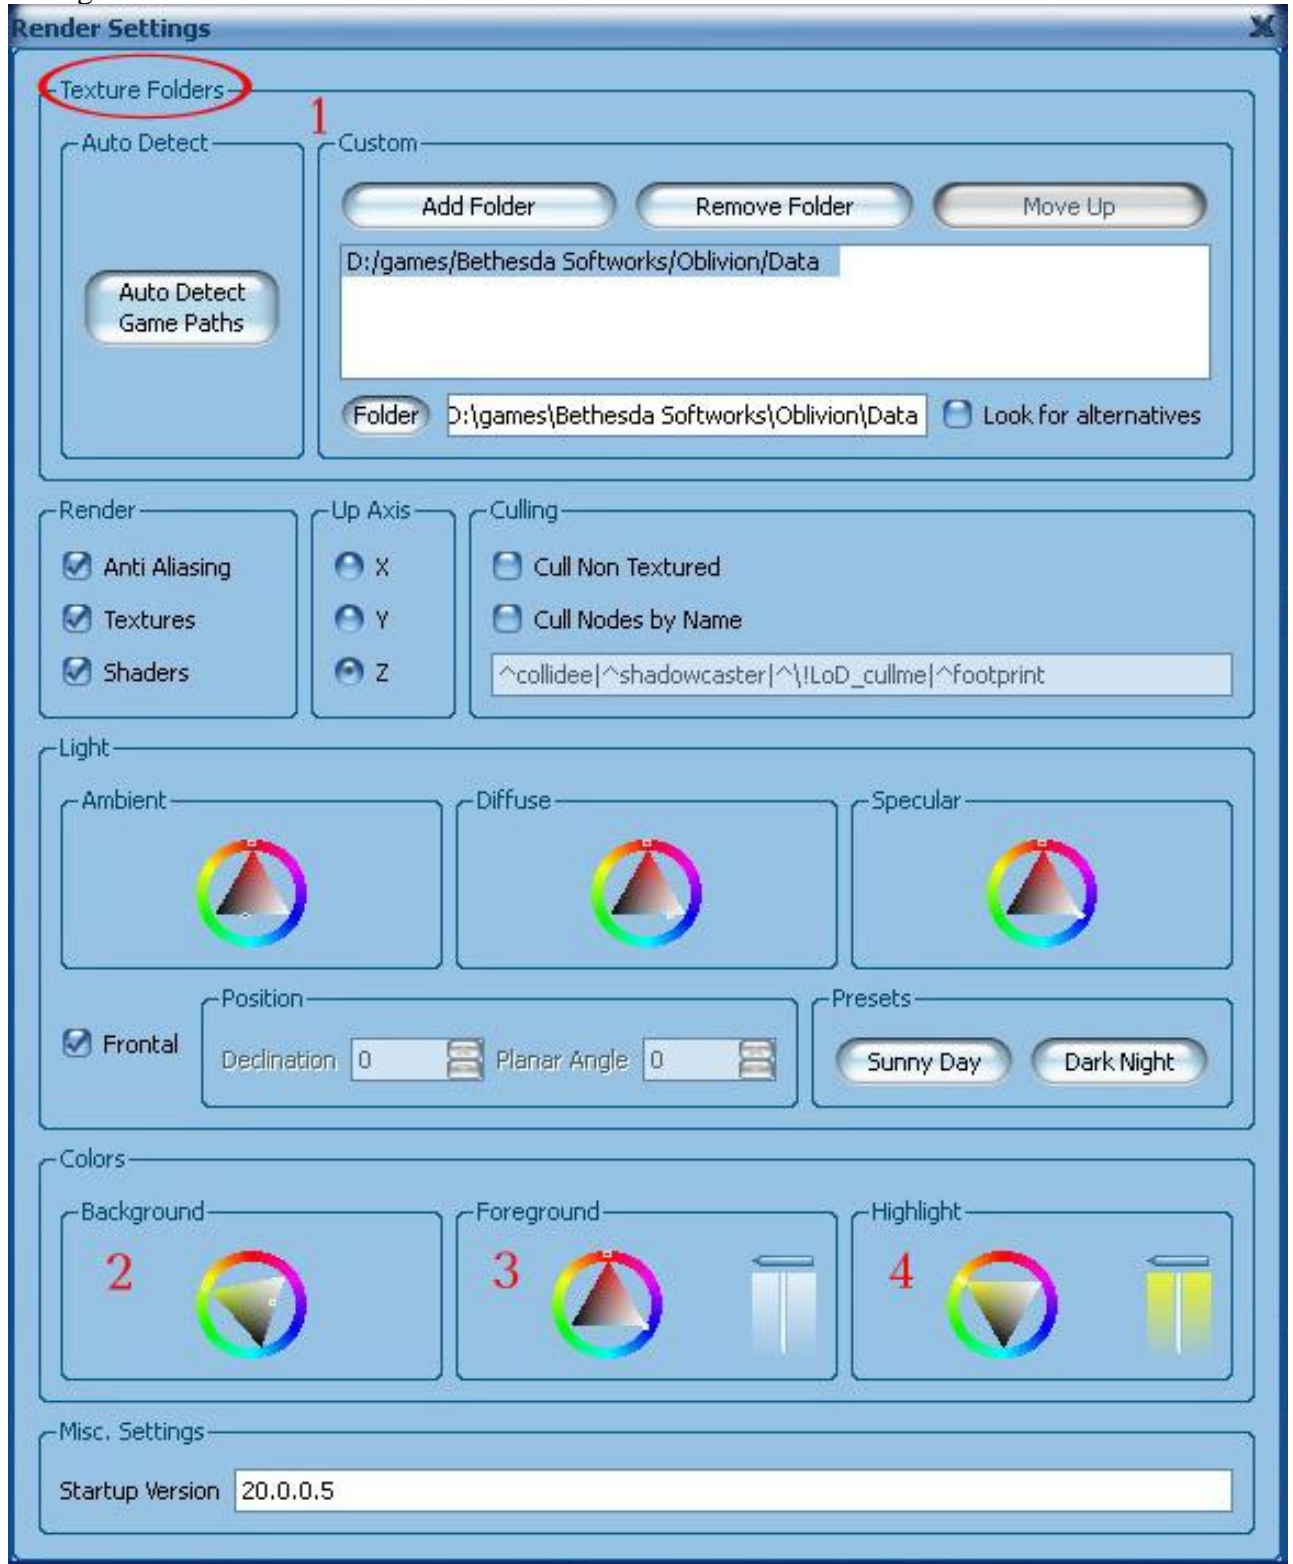 Render Settings
Texture Folders
1
Auto Detect
Custom
Add Folder
Remove Folder
Move Up
D:/games/Bethesda Softworks/Oblivion/Data
Auto Detect
Game Paths
Folder
D:\games\Bethesda Softworks\Oblivion\Data
Look for alternatives
Render
Up Axis
Culling
Anti Aliasing
X
Cull Non Textured
Textures
Y
Cull Nodes by Name
Shaders
Z
^collidee|^shadowcaster|^\!LoD_cullme|^footprint
Light
Ambient
Diffuse
Specular
Frontal
Position
Declination
0
Planar Angle
0
Presets
Sunny Day
Dark Night
Colors
Background
Foreground
Highlight
2
3
4
Misc. Settings
Startup Version
20.0.0.5